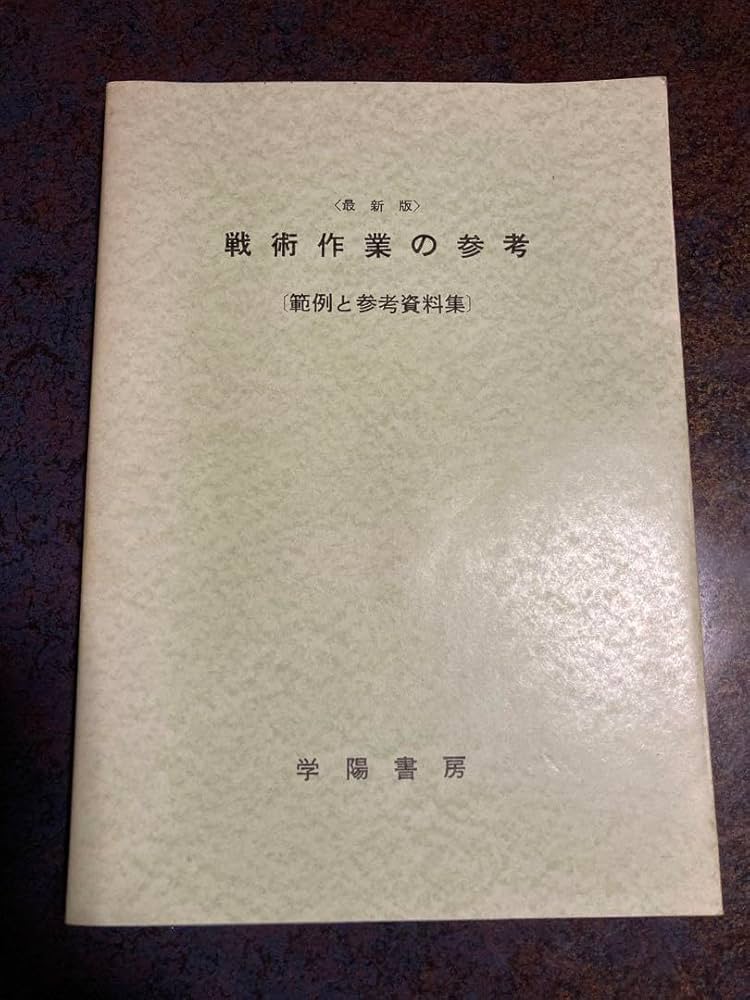 〈最新版〉
戦術作業の参考
〔範例と参考資料集〕
学陽書房